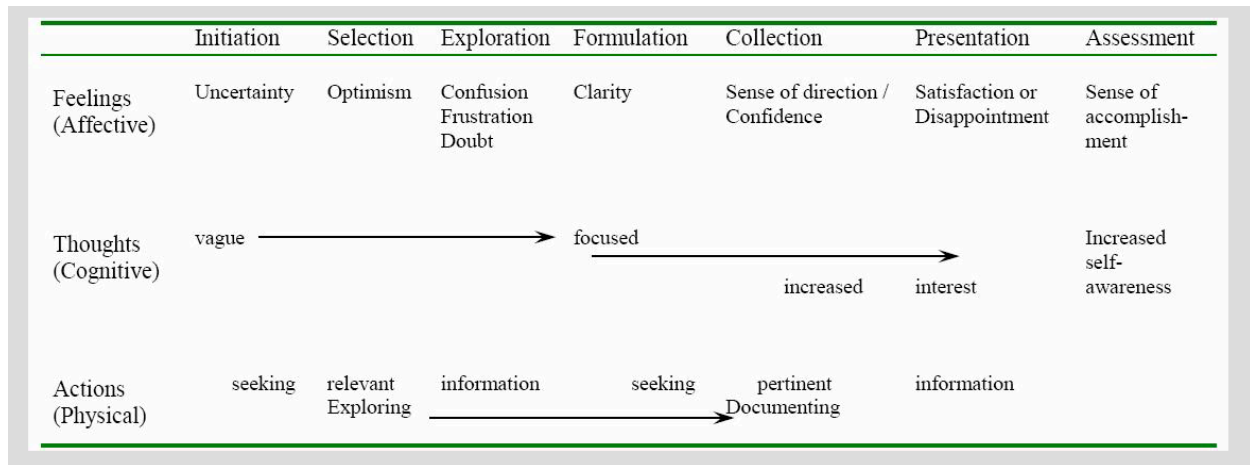 Initiation Selection Exploration Formulation Collection Presentation Assessment
Feelings Uncertainty Optimism Confusion Clarity Sense of direction / Satisfaction or Sense of
(Affective) Frustration Confidence Disappointment accomplish-
Doubt ment
Thoughts vague focused Increased
(Cognitive) self-
increased interest awareness
Actions seeking relevant information seeking pertinent information
(Physical) Exploring Documenting